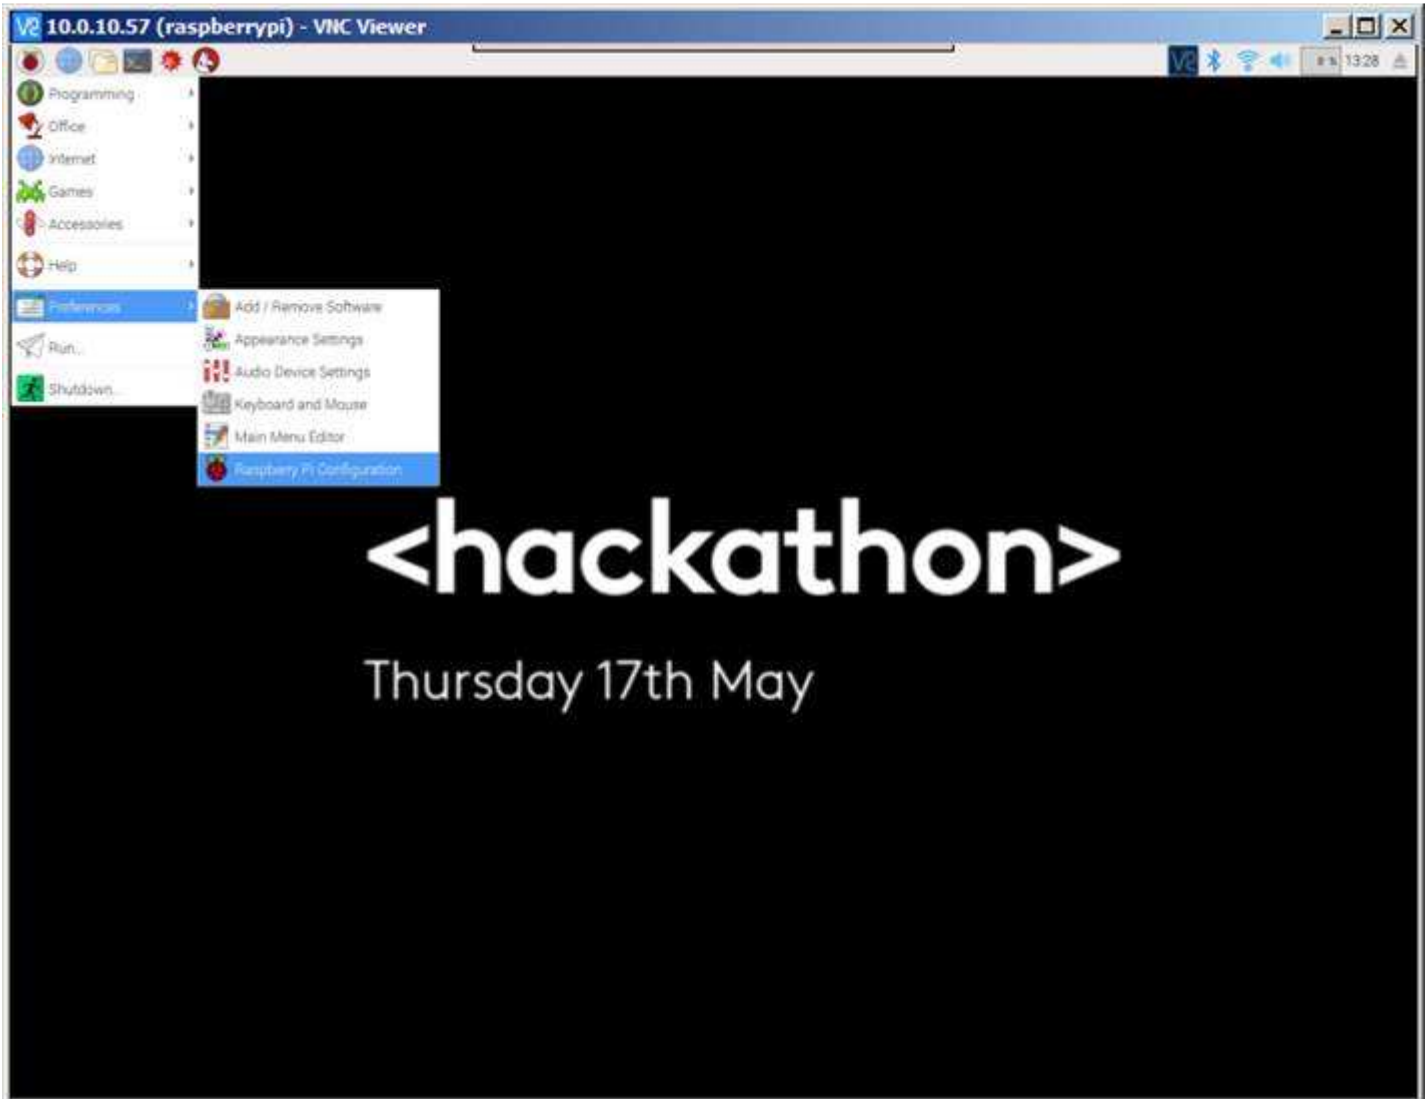 10.0.10.57 (raspberrypi) - VNC Viewer
13:28
Programming
Office
Internet
Games
Accessories
Help
Preferences
Run...
Shutdown...
Add / Remove Software
Appearance Settings
Audio Device Settings
Keyboard and Mouse
Main Menu Editor
Raspberry Pi Configuration
<hackathon>
Thursday 17th May